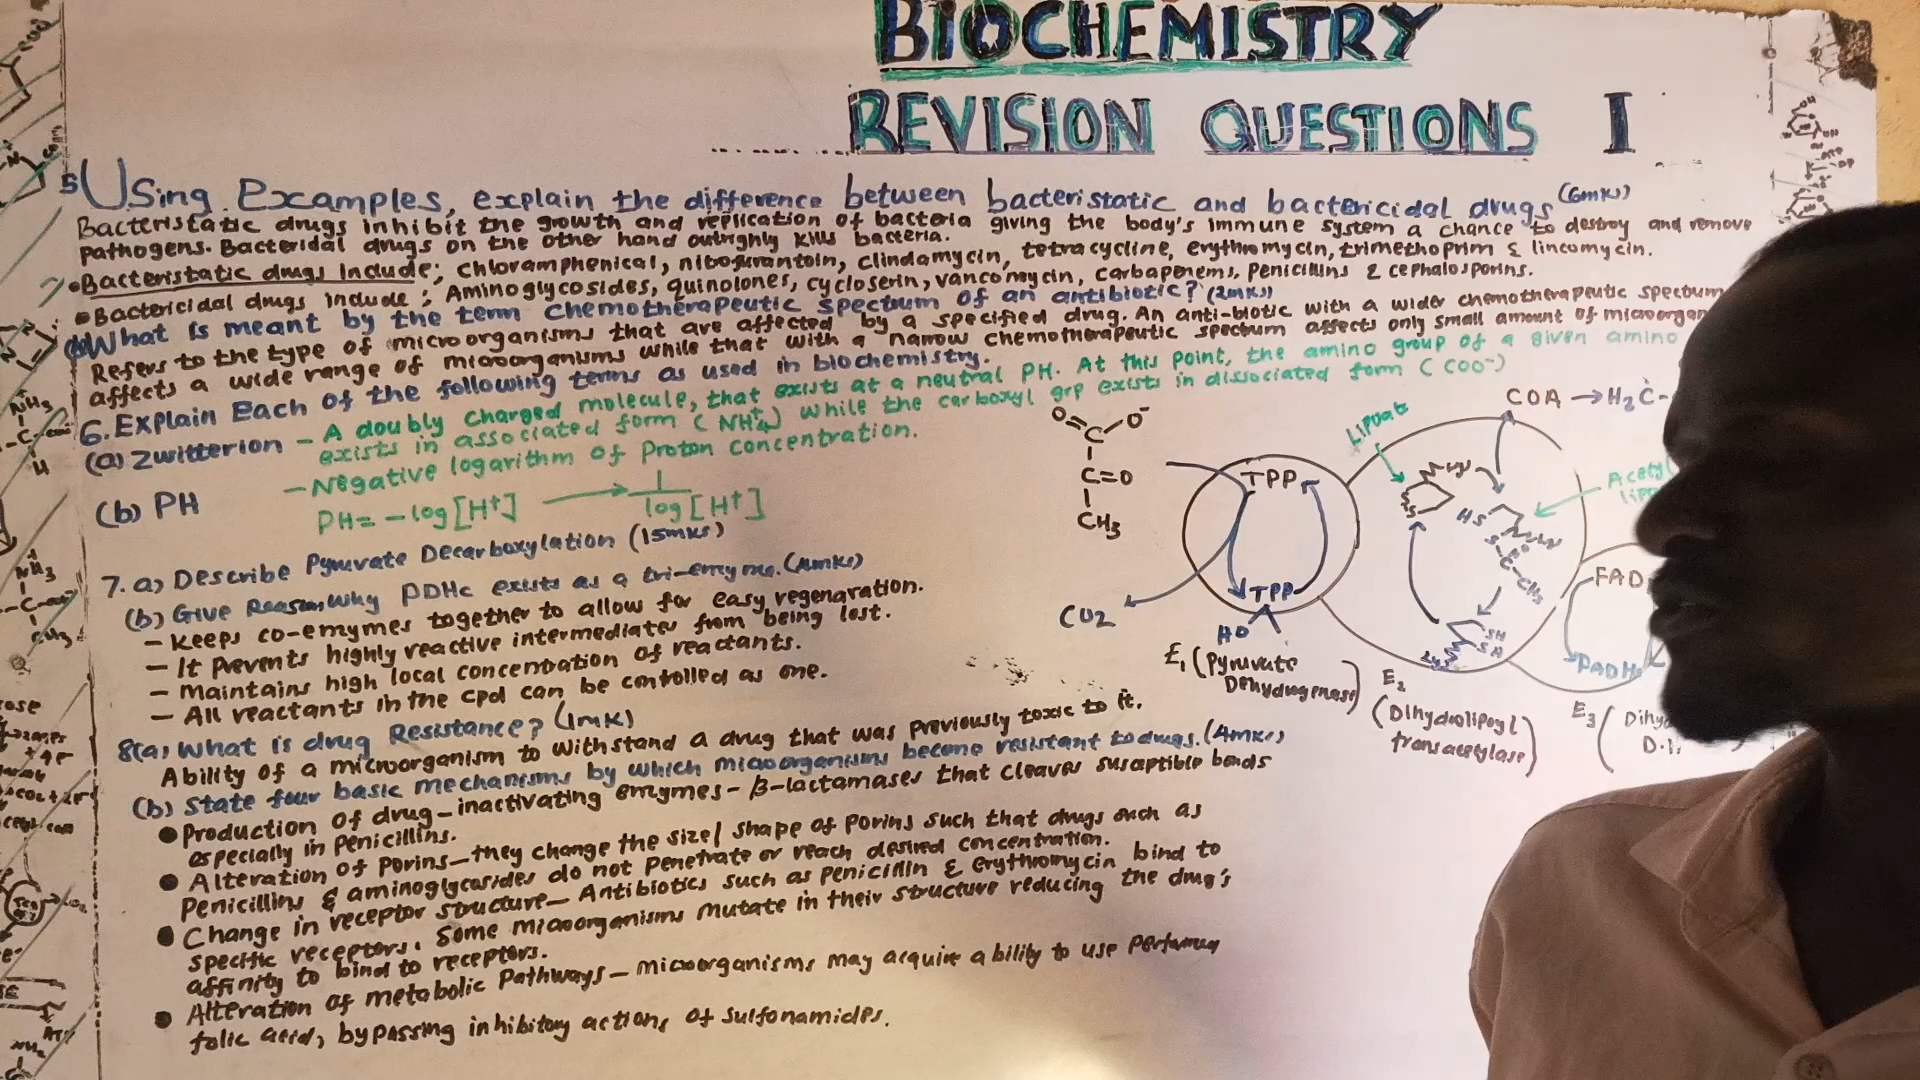 BIOCHEMISTRY
REVISION QUESTIONS I
5 Using Examples, explain the difference between bacteristatic and bactericidal drugs (6mks)
Bacteristatic drugs inhibit the growth and replication of bacteria giving the body's immune system a chance to destroy and remove
pathogens. Bacteridal drugs on the other hand outrightly kills bacteria.
•Bacteristatic drugs Include; Chloramphenical, nitofurantoin, clindamycin, tetracycline, erythromycin, trimethoprim & lincomycin.
•Bactericidal drugs include; Aminoglycosides, quinolones, cycloserin, vancomycin, carbapenems, Penicillins & cephalosporins.
What is meant by the term Chemotherapeutic spectrum of an antibiotic? (2mks)
Refers to the type of microorganisms that are affected by a specified drug. An anti-biotic with a wider chemotherapeutic spectrum
affects a wide range of microorganisms while that with a narrow chemotherapeutic spectrum affects only small amount of microorgan
6. Explain Each of the following terms as used in biochemistry.
(a) Zwitterion - A doubly charged molecule, that exists at a neutral PH. At this point, the amino group of a given amino
exists in associated form (NH4+) while the carboxyl grp exists in dissociated form (COO-)
(b) PH - Negative logarithm of Proton concentration.
PH = - log [H+] → 1/log [H+]
7. a) Describe Pyruvate Decarboxylation (15mks)
(b) Give Reason Why PDHc exists as a tri-enzyme. (4mks)
- Keeps co-enzymes together to allow for easy regenaration.
- It Prevents highly reactive intermediates from being lost.
- Maintains high local concentration of reactants.
- All reactants in the cpd can be controlled as one.
8(a) What is drug Resistance? (1mk)
Ability of a microorganism to withstand a drug that was previously toxic to it.
(b) State four basic mechanisms by which microorganisms become resistant to drugs. (4mks)
• Production of drug-inactivating enzymes - β-lactamases that cleaves susceptible bonds
especially in Penicillins.
• Alteration of Porins - they change the size/shape of porins such that drugs such as
Penicillins & aminoglycosides do not penetrate or reach desired concentration.
• Change in receptor structure - Antibiotics such as penicillin & erythromycin bind to
specific receptors. Some microorganisms mutate in their structure reducing the drug's
affinity to bind to receptors.
• Alteration of metabolic Pathways - microorganisms may acquire ability to use
folic acid, bypassing inhibitory actions of sulfonamides.
O O-
C
C=O
CH3
CO2
TPP
TPP
HO
E1 (Pyruvate
Dehydrogenase)
Lipoate
COA → H3C-
HS
S
C
CH3
SH
SH
Lys
E2
(Dihydrolipoyl
transacetylase)
FAD
FADH2
E3 (